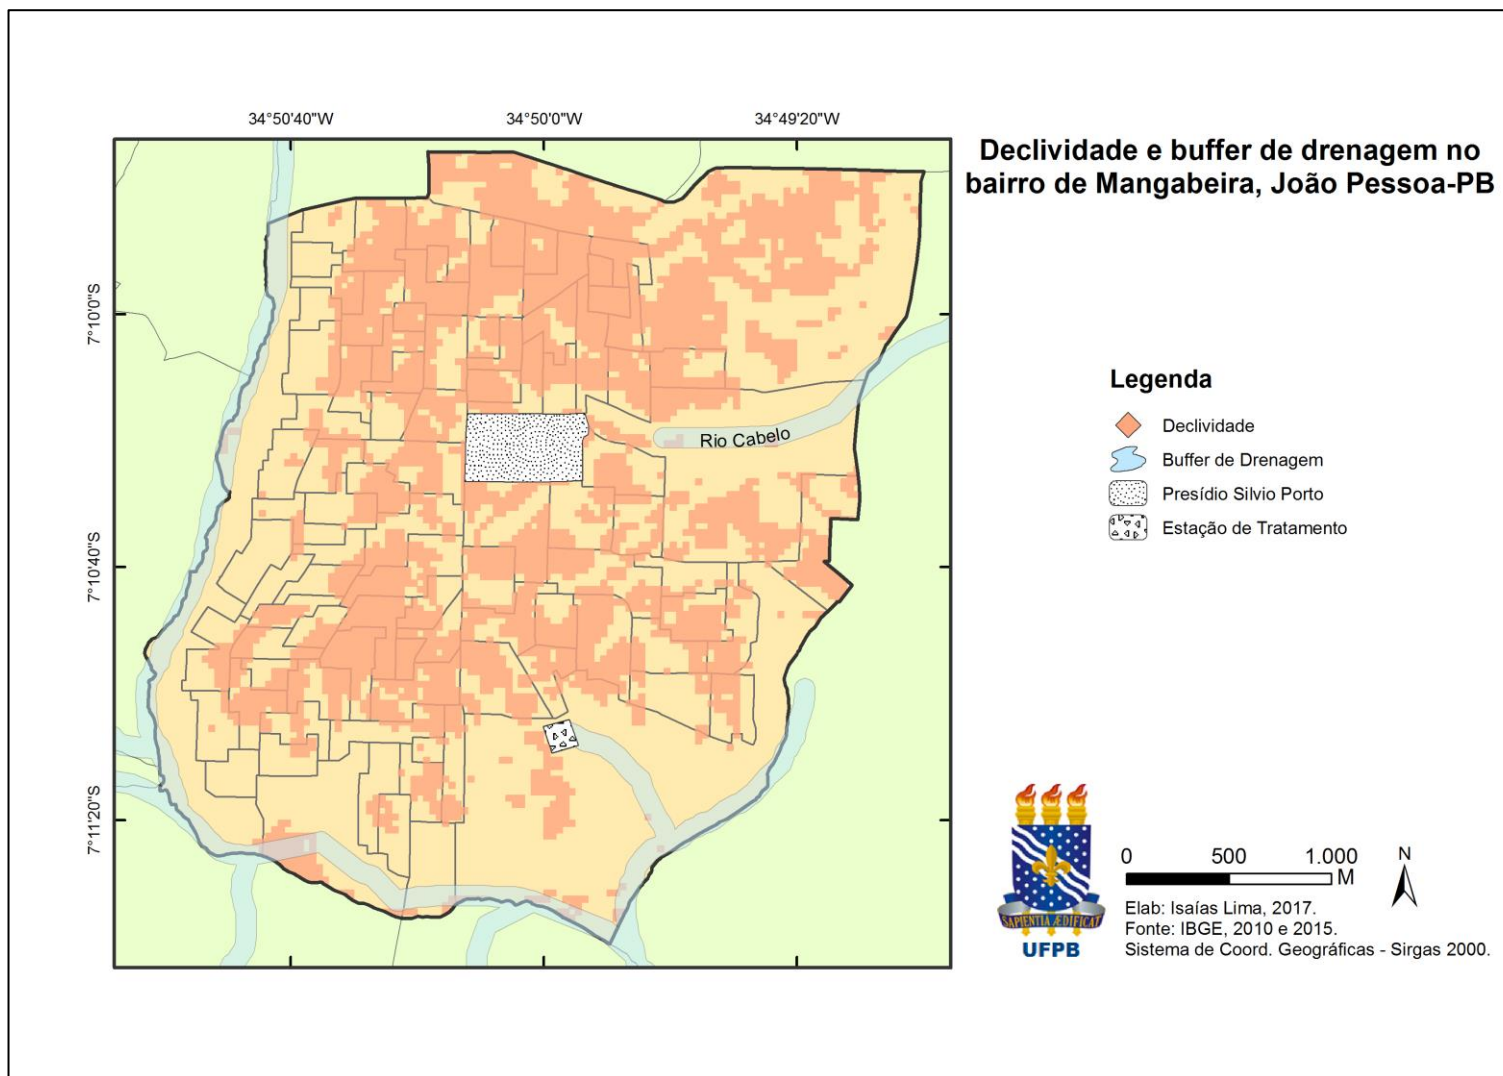 34°50'40"W
34°50'0"W
34°49'20"W
Declividade e buffer de drenagem no
bairro de Mangabeira, João Pessoa-PB
7°10'0"S
7°10'40"S
7°11'20"S
Rio Cabelo
Legenda
Declividade
Buffer de Drenagem
Presídio Silvio Porto
Estação de Tratamento
SAPIENTIA ÆDIFICAT
UFPB
0 500 1.000
M
N
Elab: Isaías Lima, 2017.
Fonte: IBGE, 2010 e 2015.
Sistema de Coord. Geográficas - Sirgas 2000.